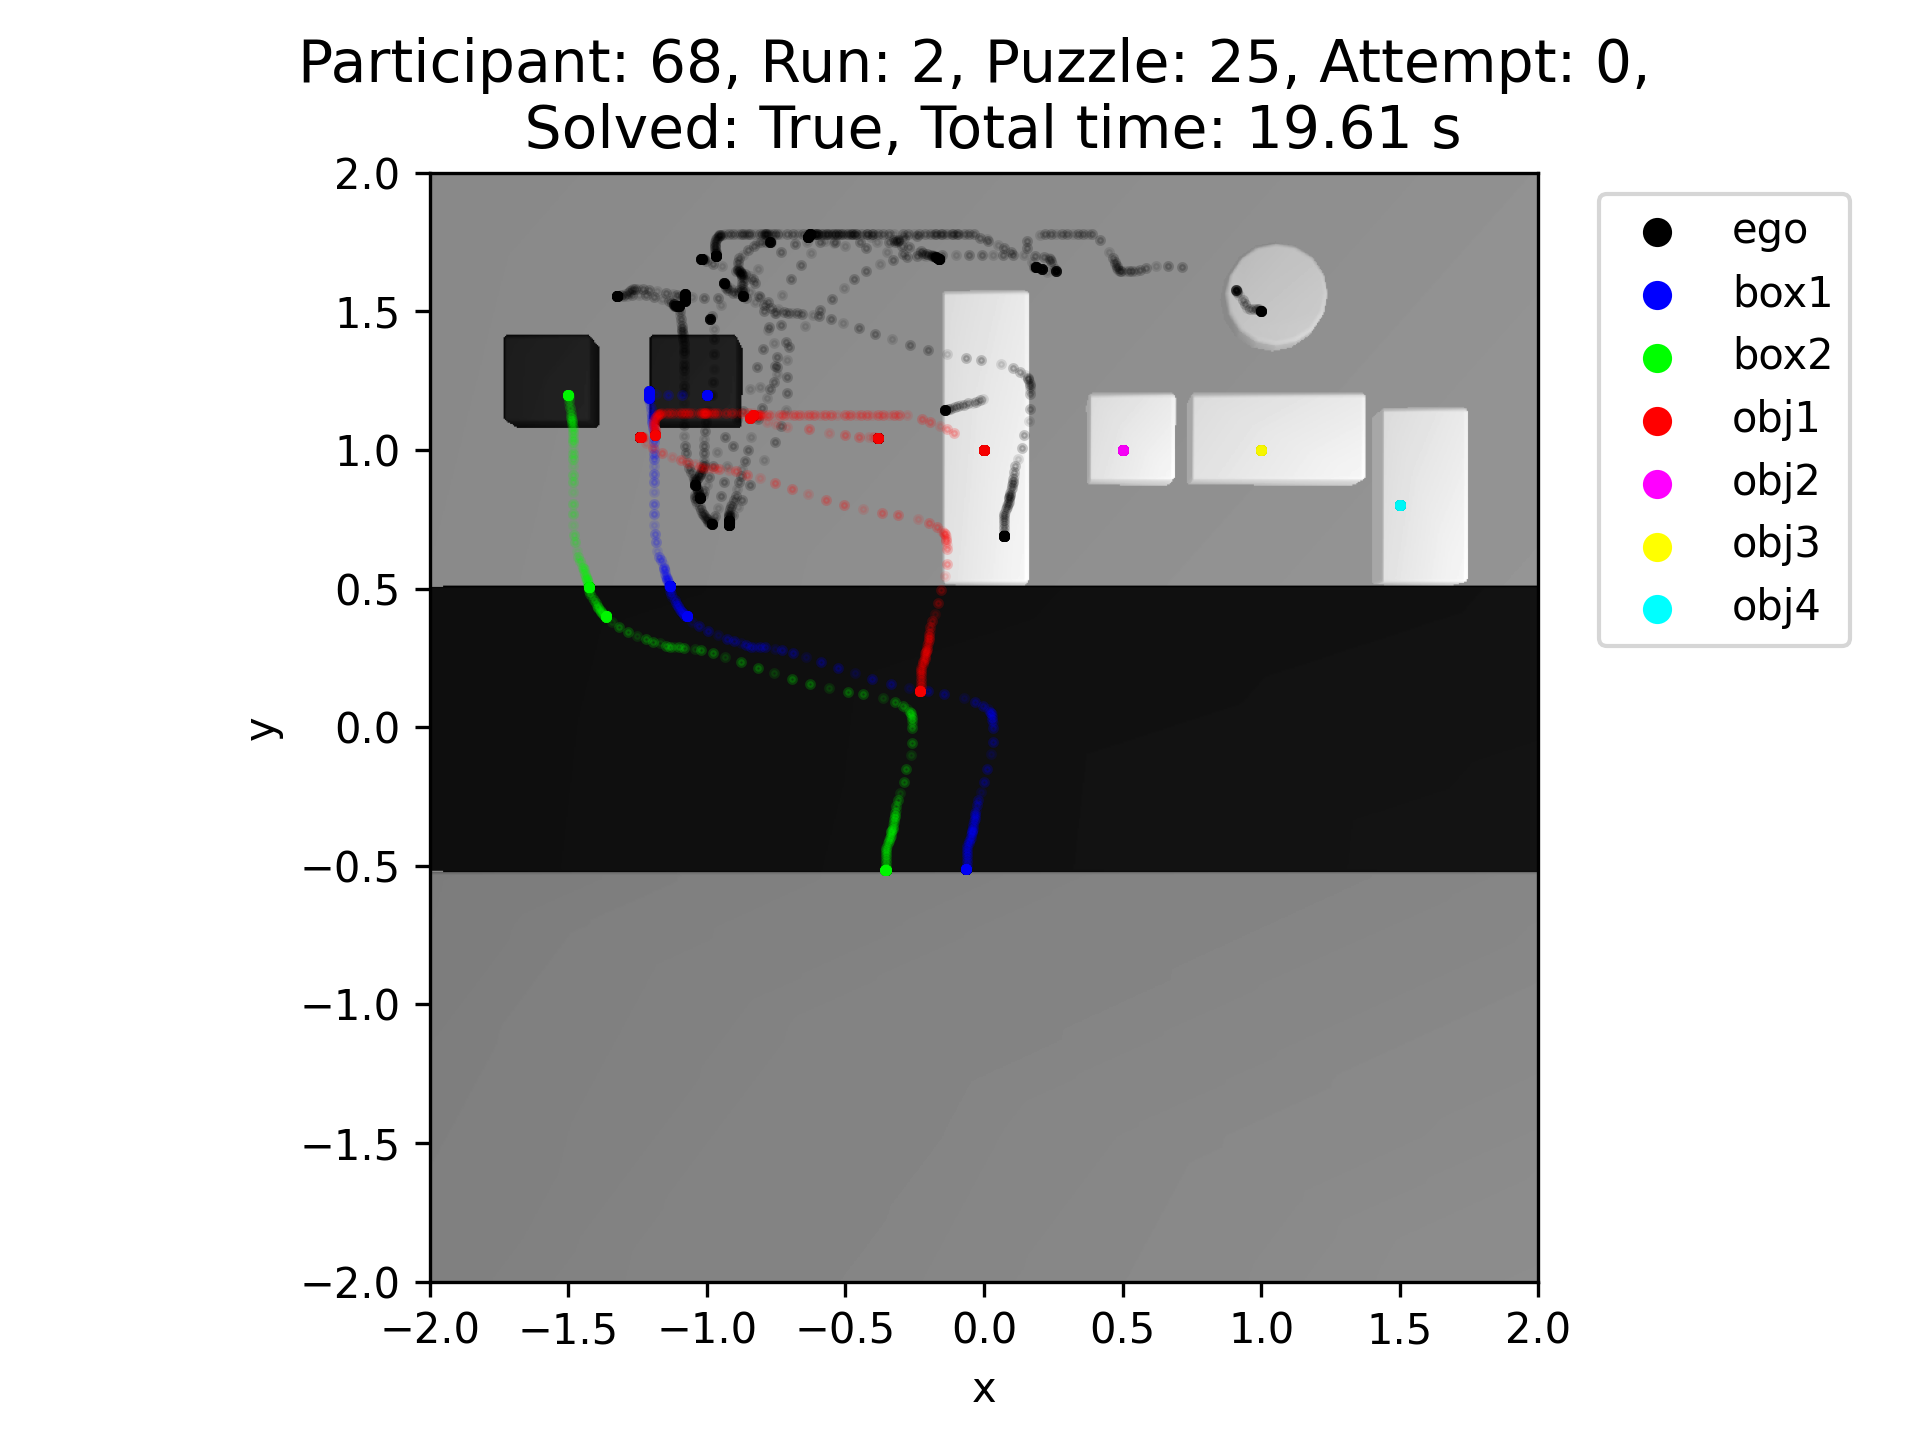 Participant: 68, Run: 2, Puzzle: 25, Attempt: 0,
Solved: True, Total time: 19.61 s
2.0
1.5
1.0
0.5
0.0
−0.5
−1.0
−1.5
−2.0
y
−2.0 −1.5 −1.0 −0.5 0.0 0.5 1.0 1.5 2.0
x
ego
box1
box2
obj1
obj2
obj3
obj4